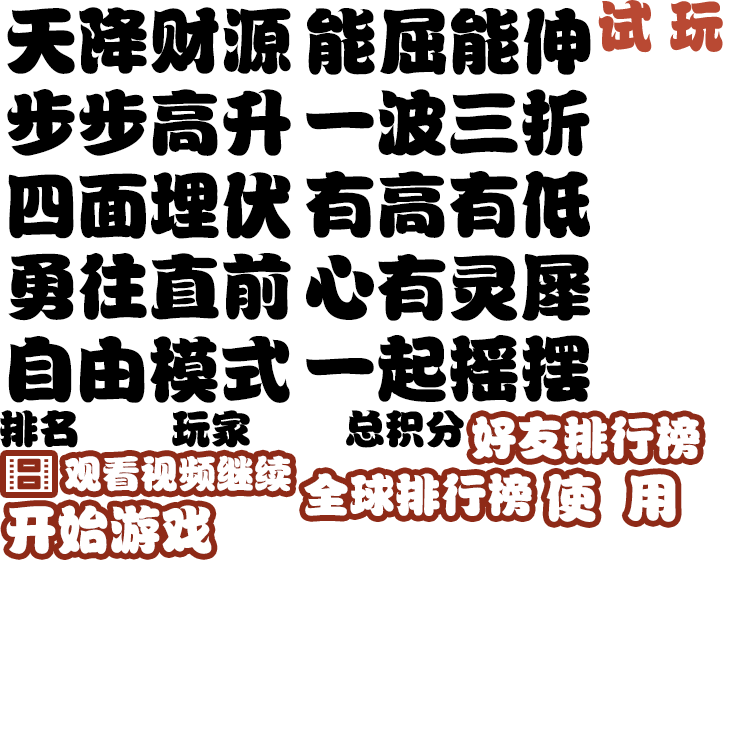 天降财源 能屈能伸 试 玩
步步高升 一波三折
四面埋伏 有高有低
勇往直前 心有灵犀
自由模式 一起摇摆
排名 玩家 总积分 好友排行榜
观看视频继续 全球排行榜 使 用
开始游戏